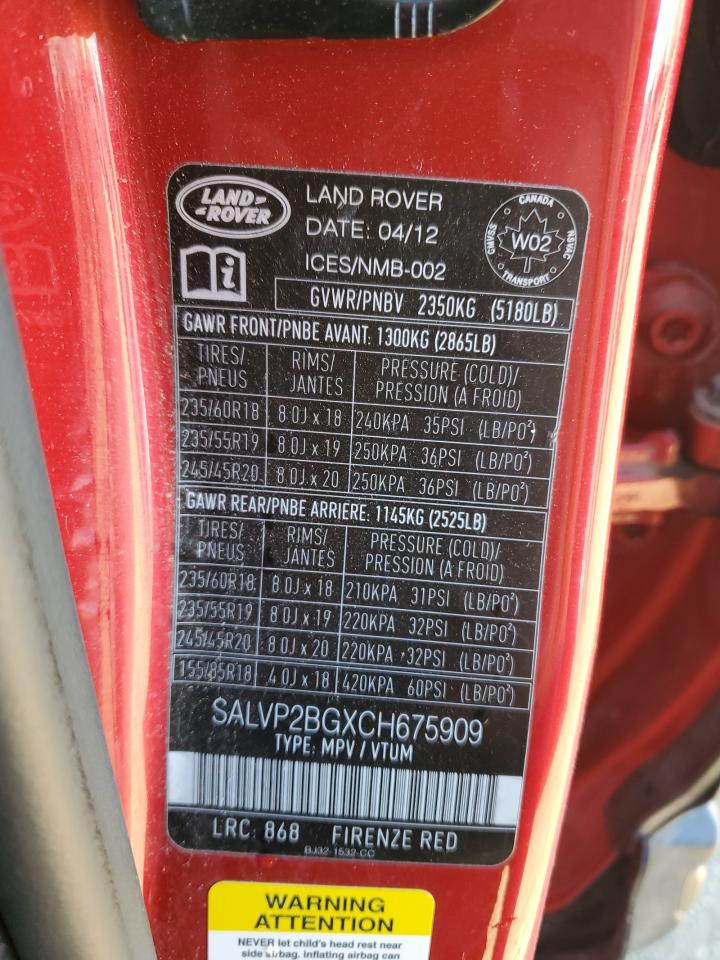 LAND ROVER
LAND ROVER
DATE: 04/12
ICES/NMB-002
CANADA
CMVSS
W02
NSVAC
TRANSPORT
i
GVWR/PNBV 2350KG (5180LB)
GAWR FRONT/PNBE AVANT: 1300KG (2865LB)
TIRES/ PNEUS RIMS/ JANTES PRESSURE (COLD)/ PRESSION (A FROID)
235/60R18 8.0J x 18 240KPA 35PSI (LB/PO²)
235/55R19 8.0J x 19 250KPA 36PSI (LB/PO²)
245/45R20 8.0J x 20 250KPA 36PSI (LB/PO²)
GAWR REAR/PNBE ARRIERE: 1145KG (2525LB)
TIRES/ PNEUS RIMS/ JANTES PRESSURE (COLD)/ PRESSION (A FROID)
235/60R18 8.0J x 18 210KPA 31PSI (LB/PO²)
235/55R19 8.0J x 19 220KPA 32PSI (LB/PO²)
245/45R20 8.0J x 20 220KPA 32PSI (LB/PO²)
155/85R18 4.0J x 18 420KPA 60PSI (LB/PO²)
SALVP2BGXCH675909
TYPE: MPV / VTUM
LRC: 868 FIRENZE RED
BJ32-1532-CC
WARNING
ATTENTION
NEVER let child's head rest near
side airbag. inflating airbag can